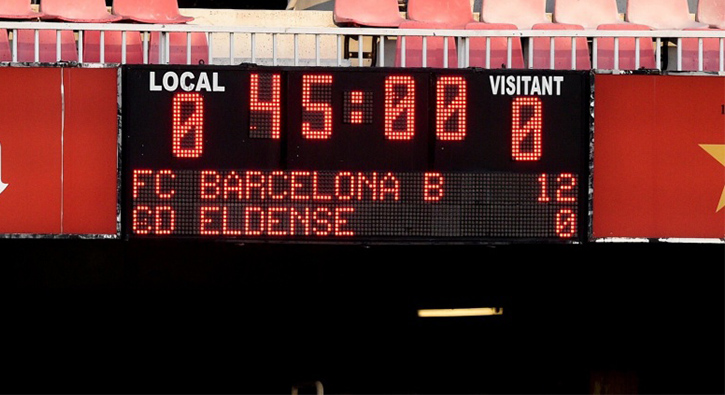 LOCAL 45:00 VISITANT
0 0
FC BARCELONA B 12
CD ELDENSE 0